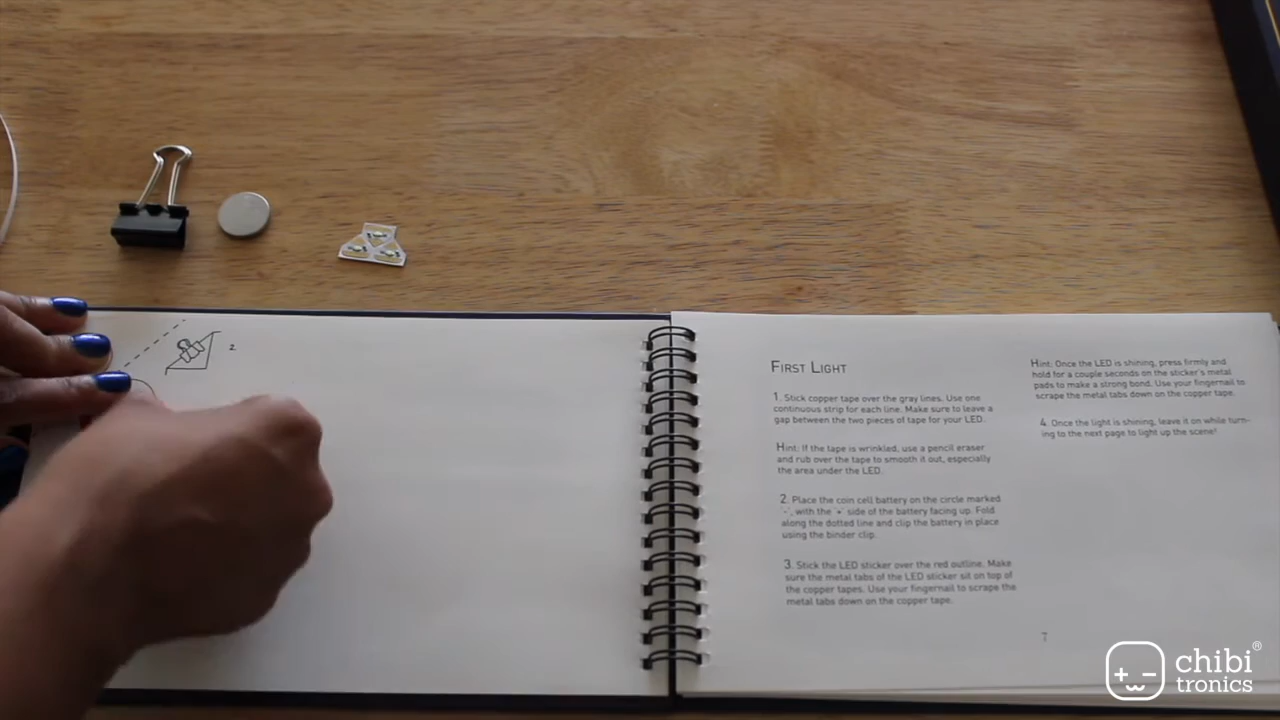 2.
FIRST LIGHT
1. Stick copper tape over the gray lines. Use one
continuous strip for each line. Make sure to leave a
gap between the two pieces of tape for your LED.
Hint: If the tape is wrinkled, use a pencil eraser
and rub over the tape to smooth it out, especially
the area under the LED.
2. Place the coin cell battery on the circle marked
"-", with the "+" side of the battery facing up. Fold
along the dotted line and clip the battery in place
using the binder clip.
3. Stick the LED sticker over the red outline. Make
sure the metal tabs of the LED sticker sit on top of
the copper tapes. Use your fingernail to scrape the
metal tabs down on the copper tape.
Hint: Once the LED is shining, press firmly and
hold for a couple seconds on the sticker's metal
pads to make a strong bond. Use your fingernail to
scrape the metal tabs down on the copper tape.
4. Once the light is shining, leave it on while turn-
ing to the next page to light up the scene!
7
chibi®
tronics